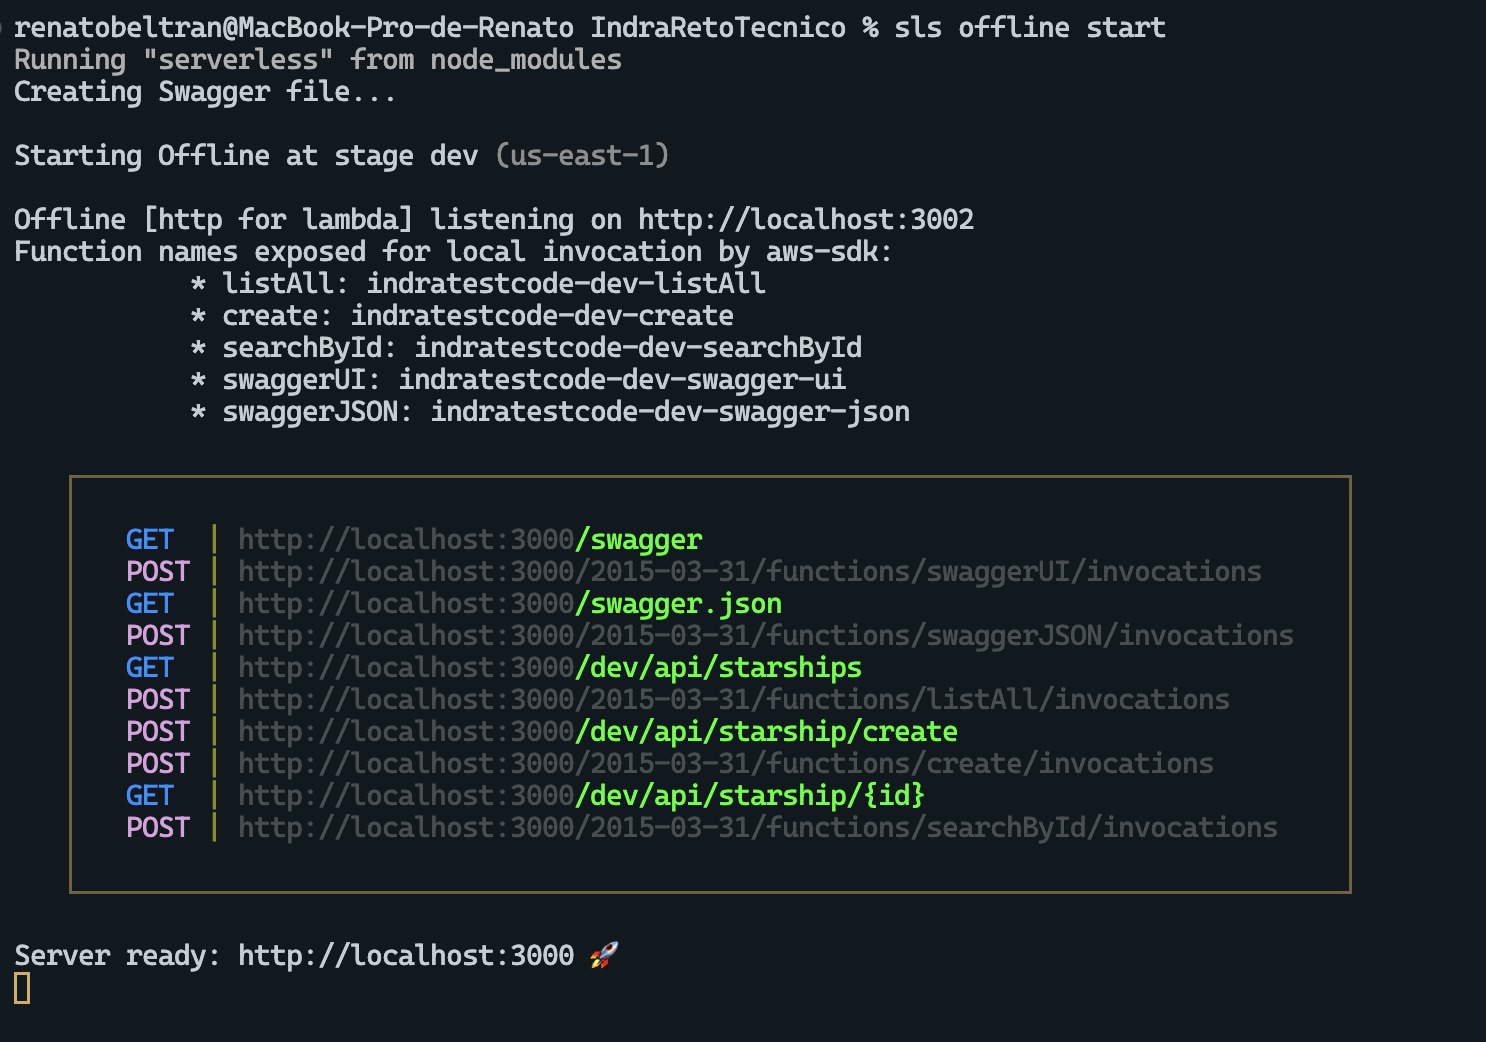 renatobeltran@MacBook-Pro-de-Renato IndraRetoTecnico % sls offline start
Running "serverless" from node_modules
Creating Swagger file...
Starting Offline at stage dev (us-east-1)
Offline [http for lambda] listening on http://localhost:3002
Function names exposed for local invocation by aws-sdk:
* listAll: indratestcode-dev-listAll
* create: indratestcode-dev-create
* searchById: indratestcode-dev-searchById
* swaggerUI: indratestcode-dev-swagger-ui
* swaggerJSON: indratestcode-dev-swagger-json
GET | http://localhost:3000/swagger
POST | http://localhost:3000/2015-03-31/functions/swaggerUI/invocations
GET | http://localhost:3000/swagger.json
POST | http://localhost:3000/2015-03-31/functions/swaggerJSON/invocations
GET | http://localhost:3000/dev/api/starships
POST | http://localhost:3000/2015-03-31/functions/listAll/invocations
POST | http://localhost:3000/dev/api/starship/create
POST | http://localhost:3000/2015-03-31/functions/create/invocations
GET | http://localhost:3000/dev/api/starship/{id}
POST | http://localhost:3000/2015-03-31/functions/searchById/invocations
Server ready: http://localhost:3000 🚀